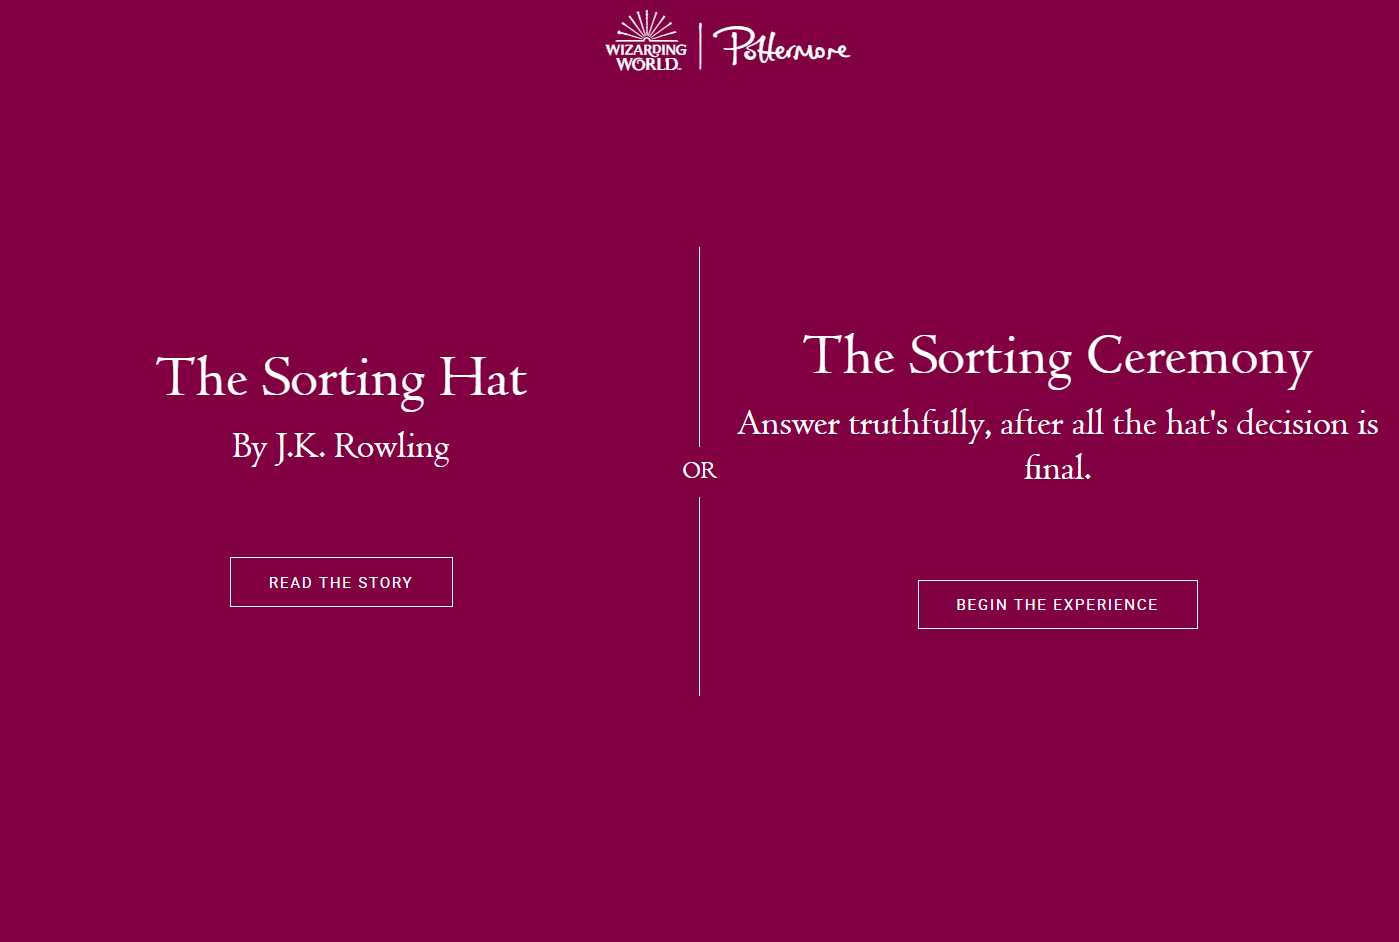 WIZARDING
WORLD
Pottermore
The Sorting Hat
By J.K. Rowling
READ THE STORY
OR
The Sorting Ceremony
Answer truthfully, after all the hat's decision is
final.
BEGIN THE EXPERIENCE